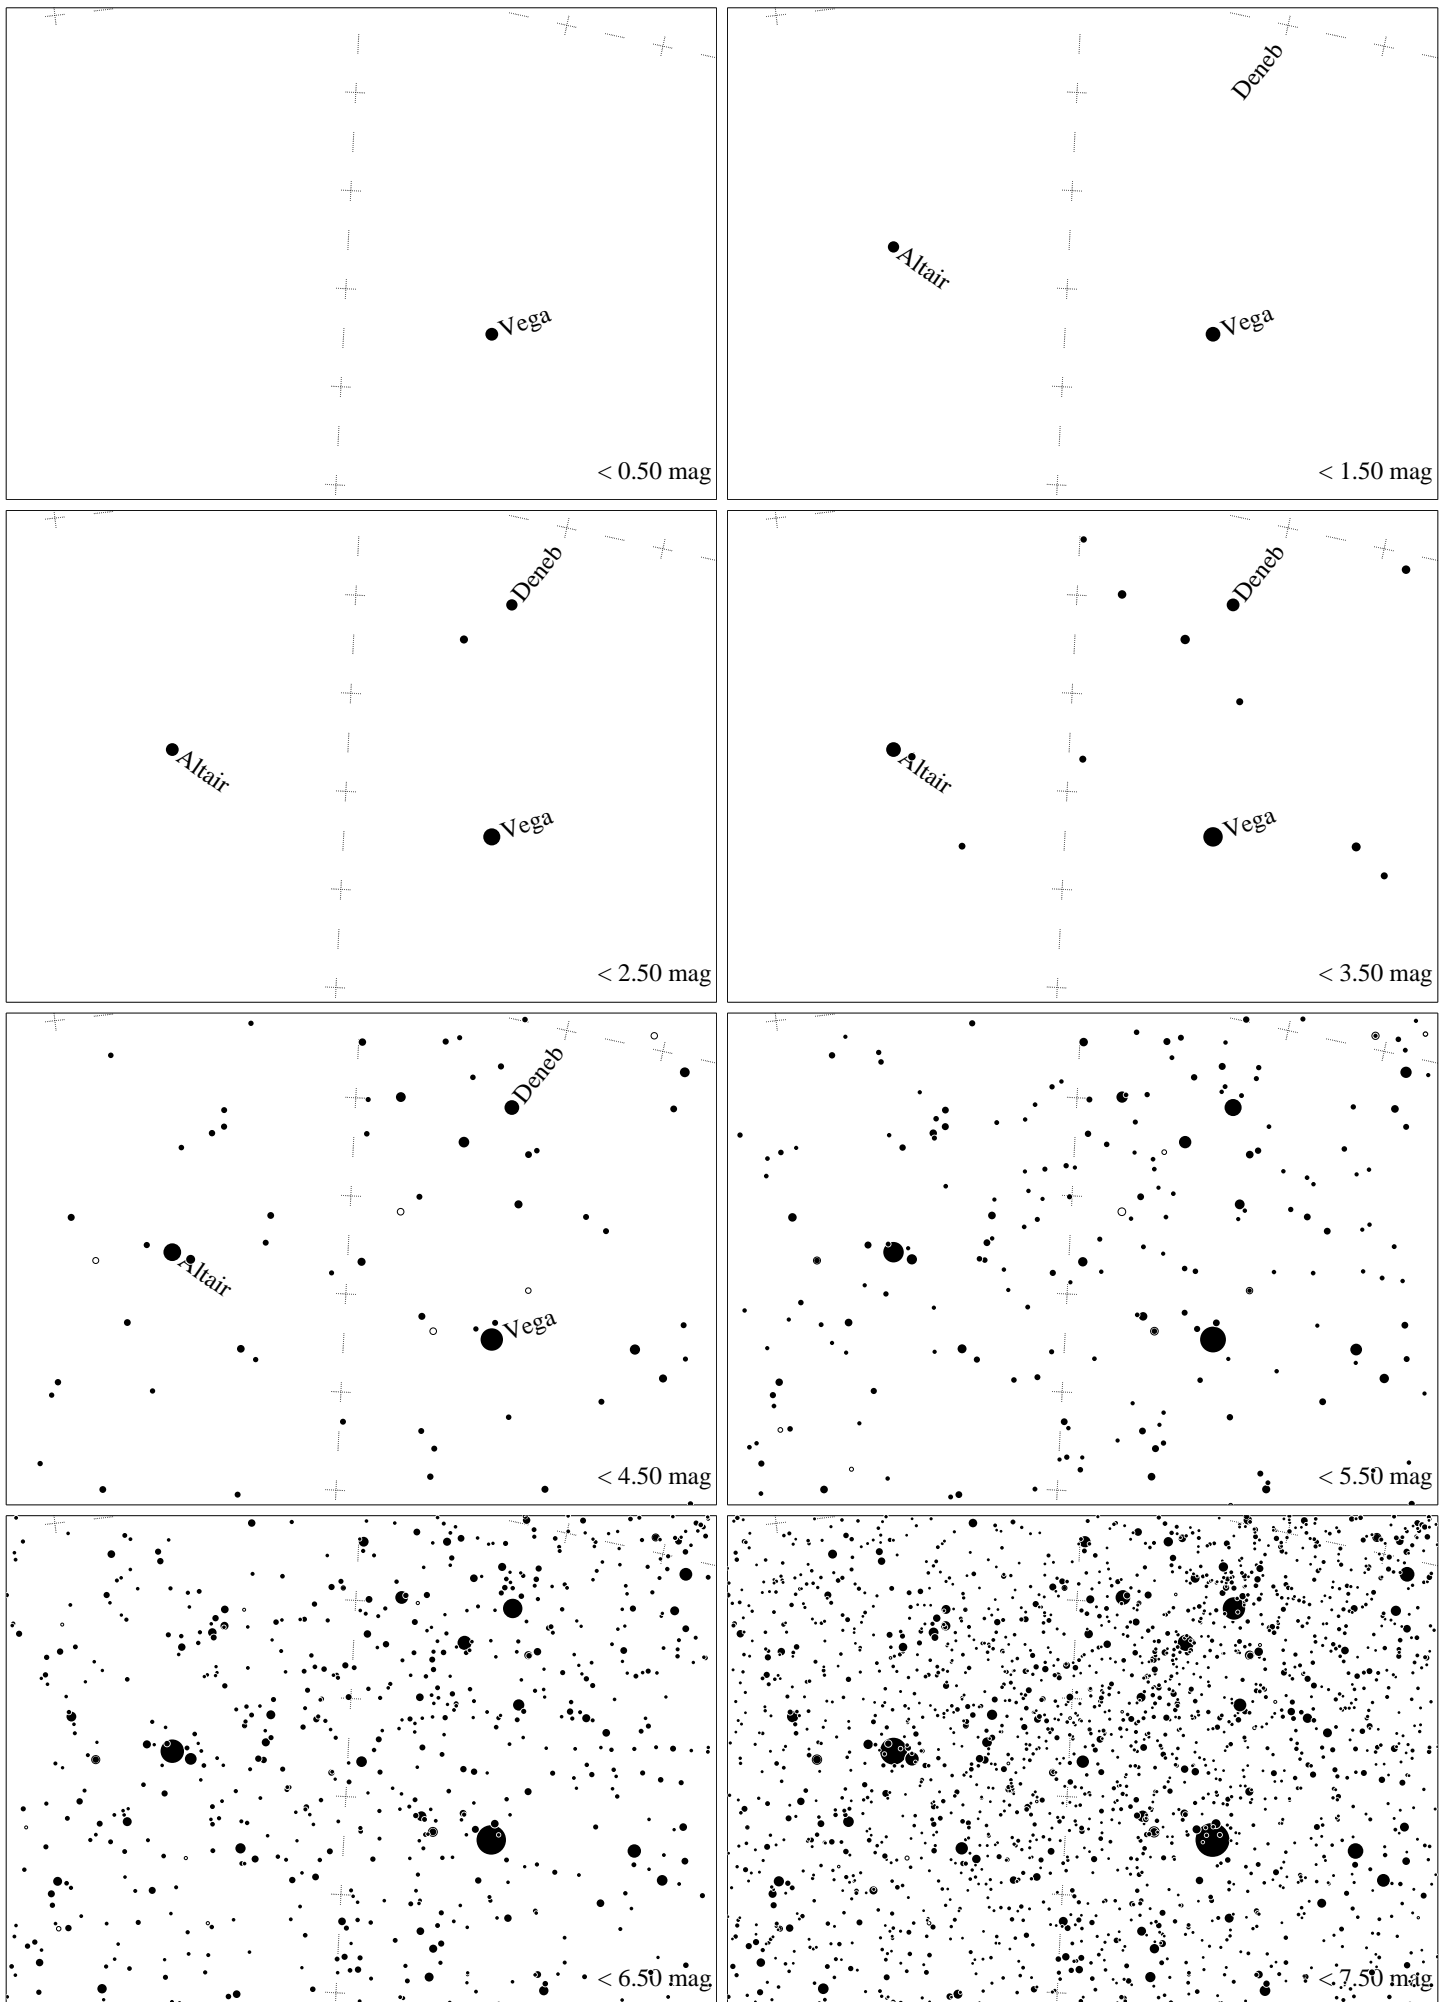 Vega
< 0.50 mag
Deneb
Altair
Vega
< 1.50 mag
Deneb
Altair
Vega
< 2.50 mag
Deneb
Altair
Vega
< 3.50 mag
Deneb
Altair
Vega
< 4.50 mag
< 5.50 mag
< 6.50 mag
< 7.50 mag